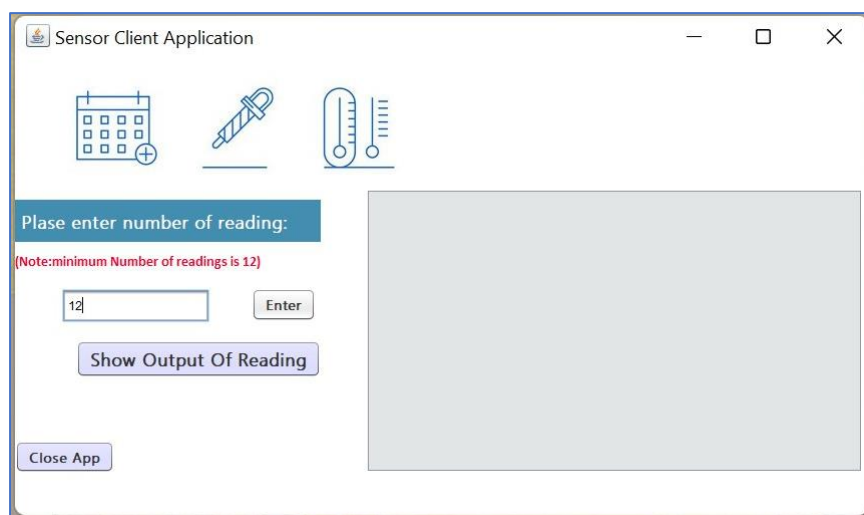 Sensor Client Application
Plase enter number of reading:
(Note:minimum Number of readings is 12)
12
Enter
Show Output Of Reading
Close App